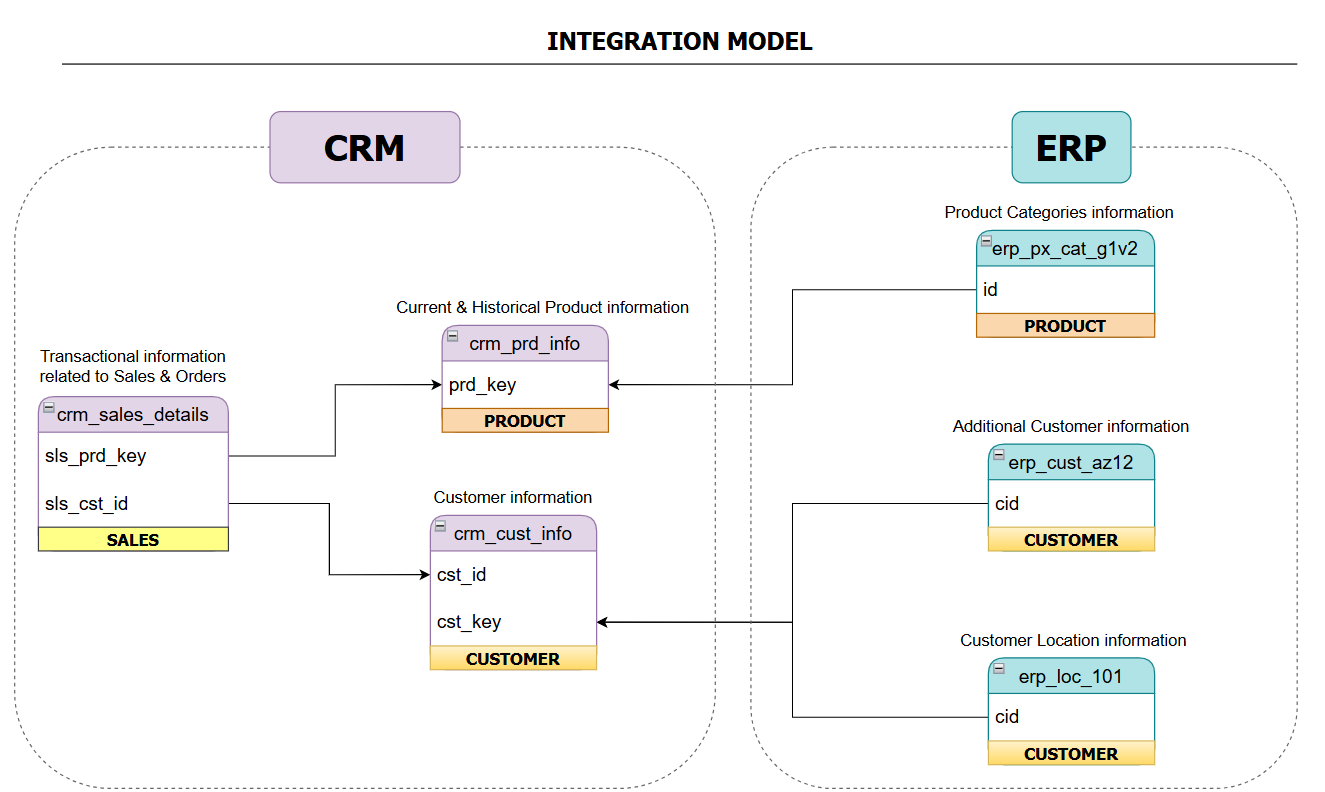 INTEGRATION MODEL
CRM
ERP
Product Categories information
erp_px_cat_g1v2
id
PRODUCT
Current & Historical Product information
crm_prd_info
prd_key
PRODUCT
Transactional information
related to Sales & Orders
crm_sales_details
sls_prd_key
sls_cst_id
SALES
Customer information
crm_cust_info
cst_id
cst_key
CUSTOMER
Additional Customer information
erp_cust_az12
cid
CUSTOMER
Customer Location information
erp_loc_101
cid
CUSTOMER